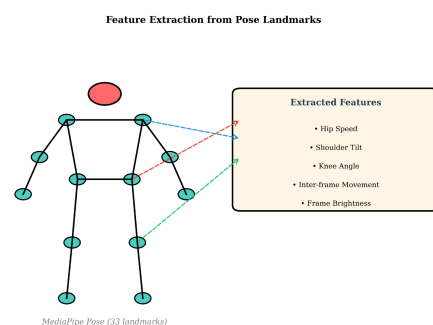 Feature Extraction from Pose Landmarks
Extracted Features
• Hip Speed
• Shoulder Tilt
• Knee Angle
• Inter-frame Movement
• Frame Brightness
MediaPipe Pose (33 landmarks)